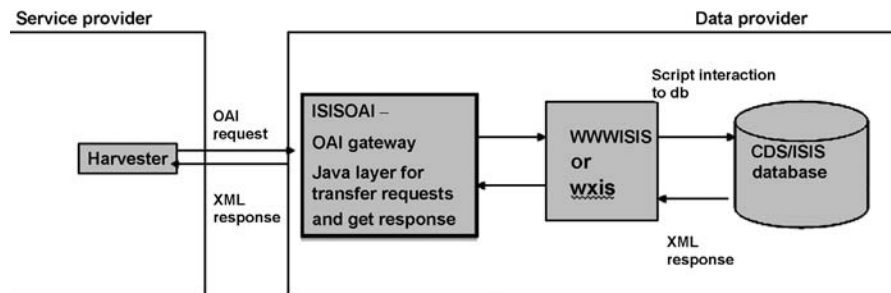 Service provider
Data provider
OAI
request
Harvester
XML
response
ISISOAI –
OAI gateway
Java layer for
transfer requests
and get response
WWWISIS
or
wxis
Script interaction
to db
CDS/ISIS
database
XML
response